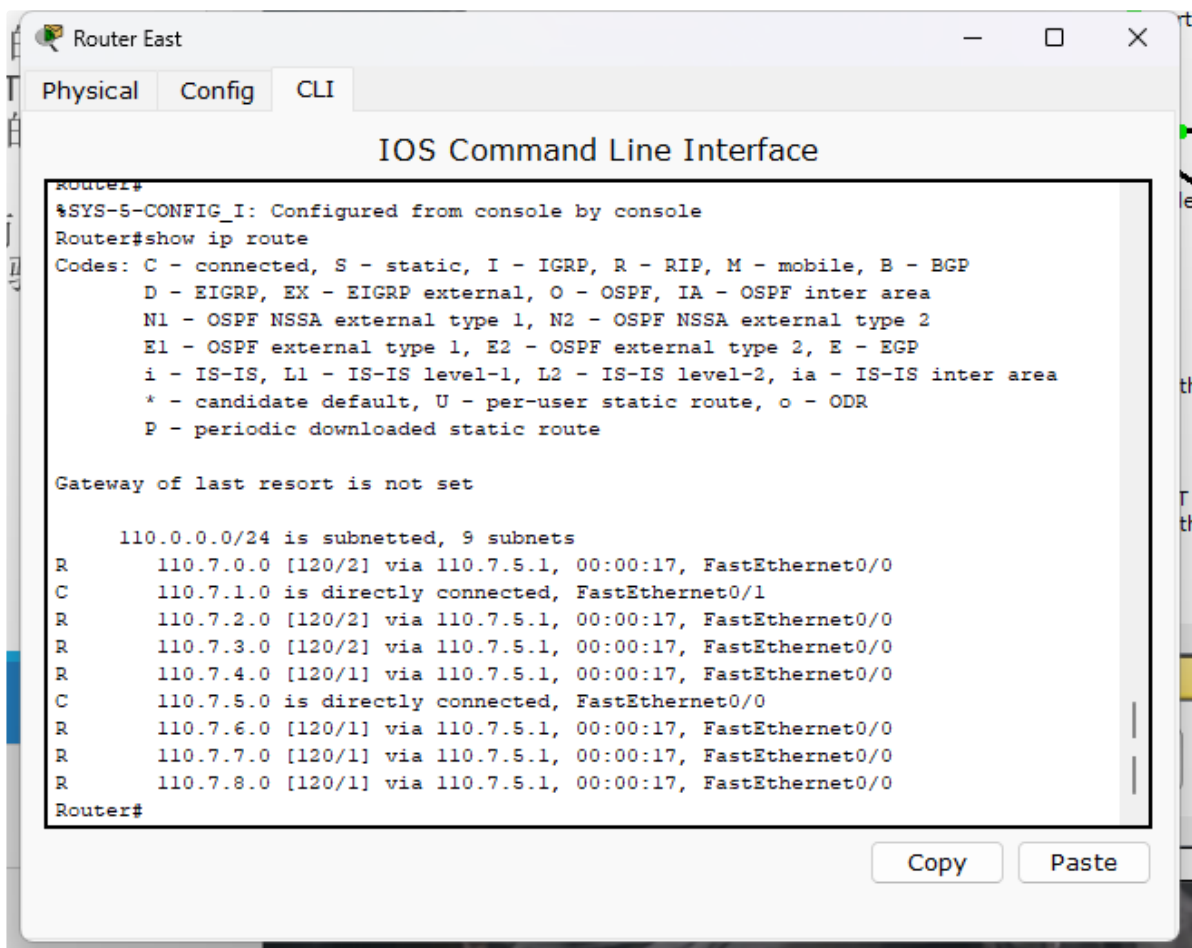 Router East
Physical Config CLI
IOS Command Line Interface
Router#
%SYS-5-CONFIG_I: Configured from console by console
Router#show ip route
Codes: C - connected, S - static, I - IGRP, R - RIP, M - mobile, B - BGP
       D - EIGRP, EX - EIGRP external, O - OSPF, IA - OSPF inter area
       N1 - OSPF NSSA external type 1, N2 - OSPF NSSA external type 2
       E1 - OSPF external type 1, E2 - OSPF external type 2, E - EGP
       i - IS-IS, L1 - IS-IS level-1, L2 - IS-IS level-2, ia - IS-IS inter area
       * - candidate default, U - per-user static route, o - ODR
       P - periodic downloaded static route
Gateway of last resort is not set
     110.0.0.0/24 is subnetted, 9 subnets
R       110.7.0.0 [120/2] via 110.7.5.1, 00:00:17, FastEthernet0/0
C       110.7.1.0 is directly connected, FastEthernet0/1
R       110.7.2.0 [120/2] via 110.7.5.1, 00:00:17, FastEthernet0/0
R       110.7.3.0 [120/2] via 110.7.5.1, 00:00:17, FastEthernet0/0
R       110.7.4.0 [120/1] via 110.7.5.1, 00:00:17, FastEthernet0/0
C       110.7.5.0 is directly connected, FastEthernet0/0
R       110.7.6.0 [120/1] via 110.7.5.1, 00:00:17, FastEthernet0/0
R       110.7.7.0 [120/1] via 110.7.5.1, 00:00:17, FastEthernet0/0
R       110.7.8.0 [120/1] via 110.7.5.1, 00:00:17, FastEthernet0/0
Router#
Copy Paste